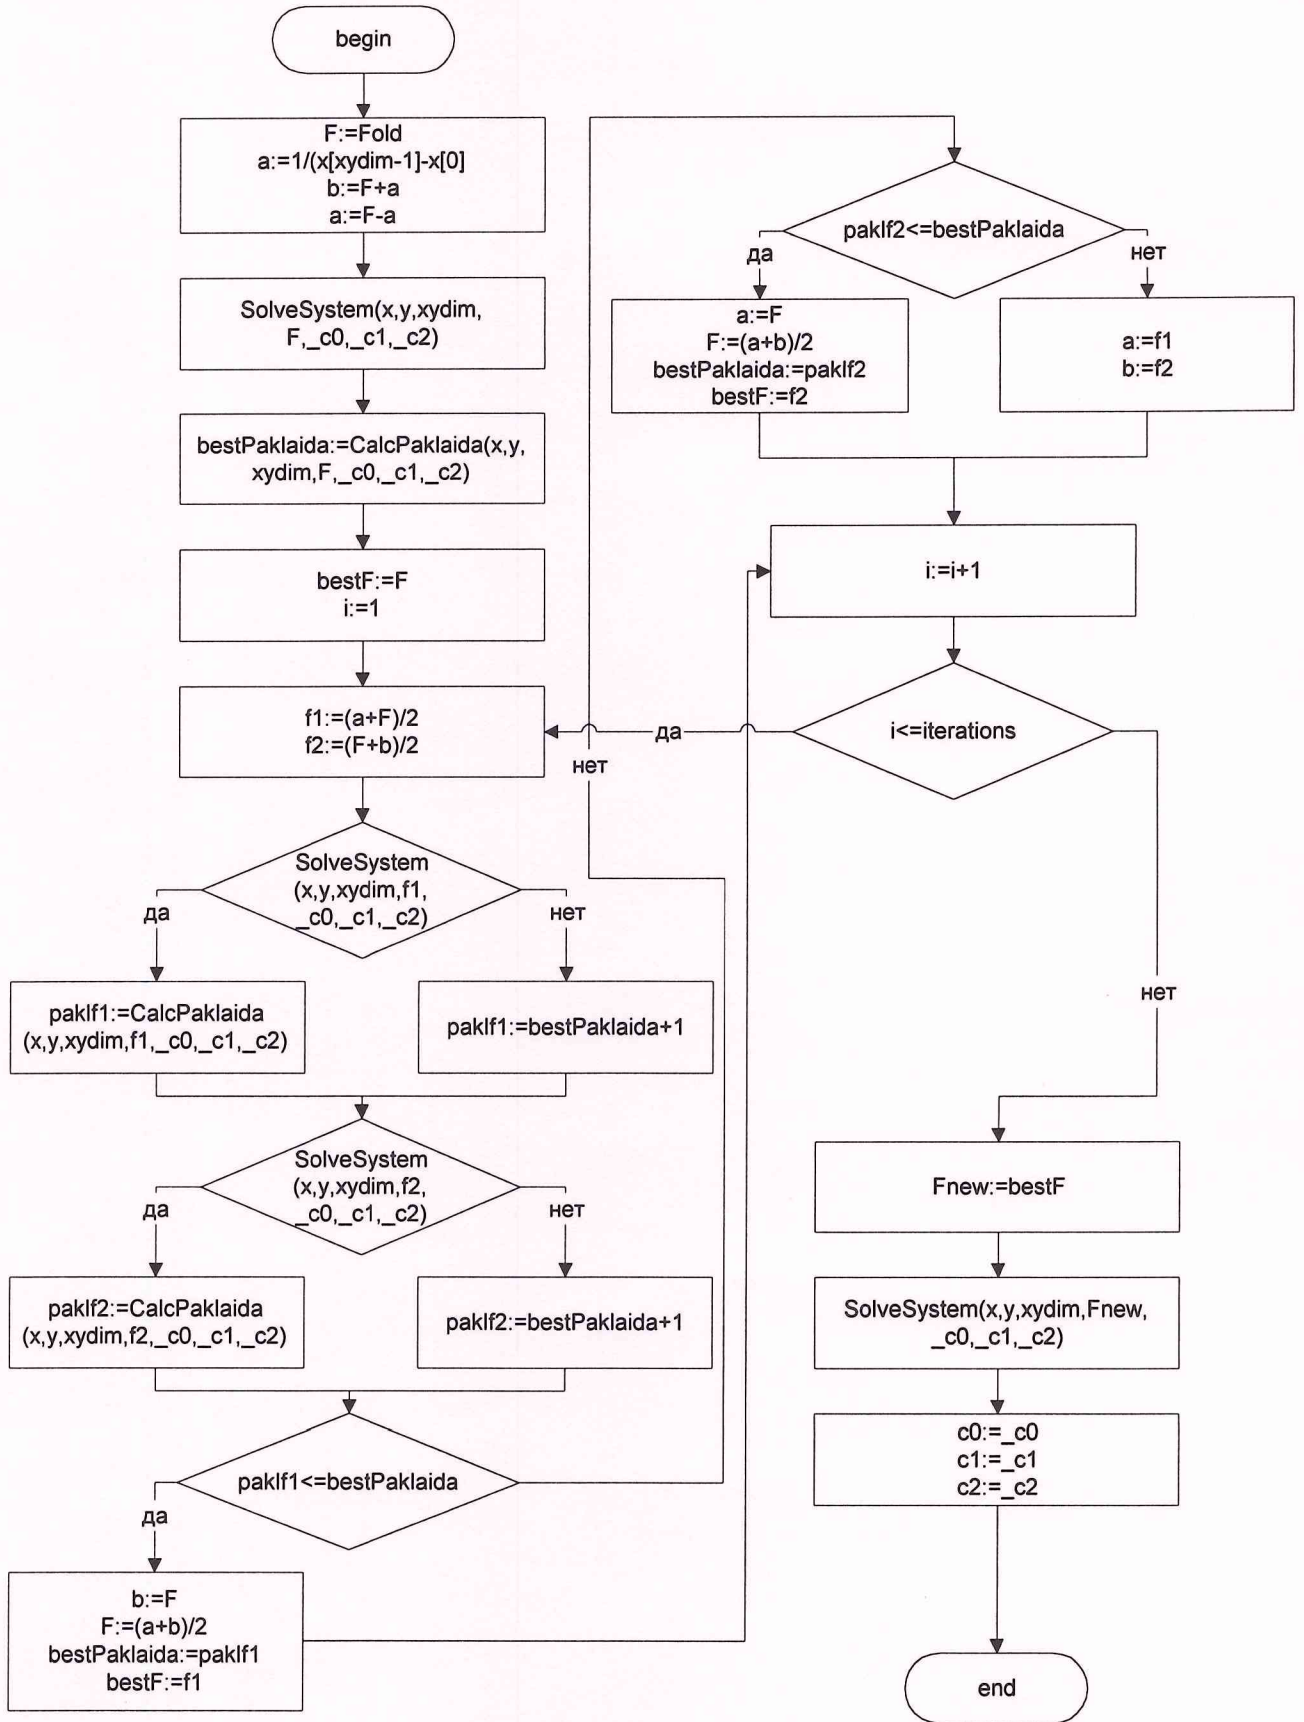 begin
F:=Fold
a:=1/(x[xydim-1]-x[0]
b:=F+a
a:=F-a
SolveSystem(x,y,xydim,
F,_c0,_c1,_c2)
bestPaklaida:=CalcPaklaida(x,y,
xydim,F,_c0,_c1,_c2)
bestF:=F
i:=1
f1:=(a+F)/2
f2:=(F+b)/2
SolveSystem
(x,y,xydim,f1,
_c0,_c1,_c2)
да
нет
paklf1:=CalcPaklaida
(x,y,xydim,f1,_c0,_c1,_c2)
paklf1:=bestPaklaida+1
SolveSystem
(x,y,xydim,f2,
_c0,_c1,_c2)
да
нет
paklf2:=CalcPaklaida
(x,y,xydim,f2,_c0,_c1,_c2)
paklf2:=bestPaklaida+1
paklf1<=bestPaklaida
да
нет
b:=F
F:=(a+b)/2
bestPaklaida:=paklf1
bestF:=f1
paklf2<=bestPaklaida
да
нет
a:=F
F:=(a+b)/2
bestPaklaida:=paklf2
bestF:=f2
a:=f1
b:=f2
i:=i+1
i<=iterations
да
нет
Fnew:=bestF
SolveSystem(x,y,xydim,Fnew,
_c0,_c1,_c2)
c0:=_c0
c1:=_c1
c2:=_c2
end